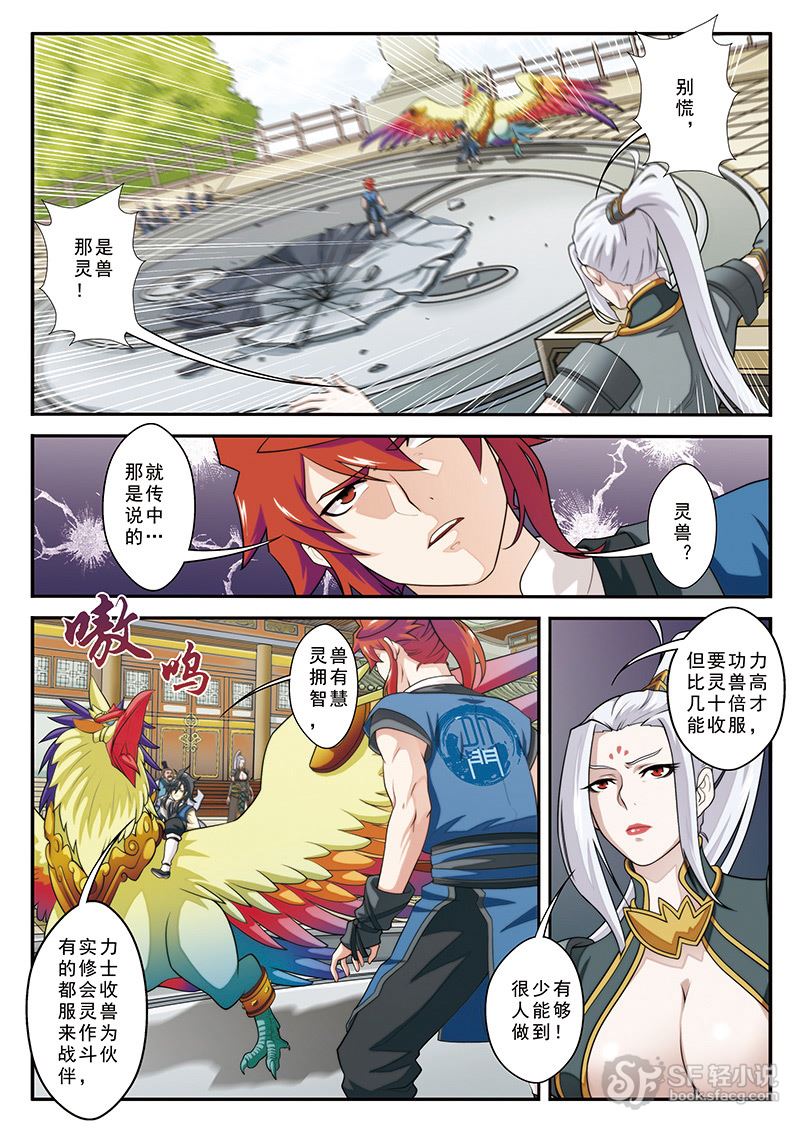 别慌，
那是
灵兽
！
灵兽？
那就
是传
说中
的…
嗷呜
灵兽
拥有
智慧
，
有实力
的修士
都会收
服灵兽
来作为
战斗伙
伴，
但要功力
比灵兽高
几十倍才
能收服，
很少有
人能够
做到！
斗門
SF轻小说
book.sfacg.com